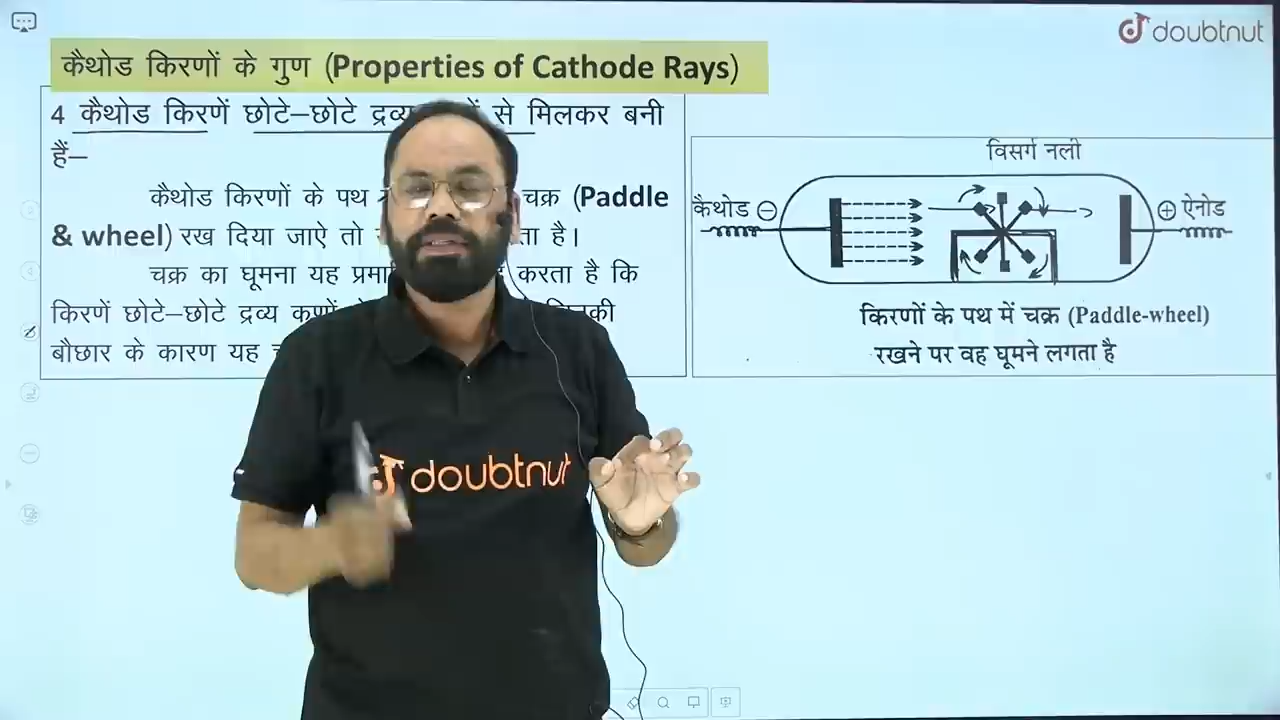 doubtnut
कैथोड किरणों के गुण (Properties of Cathode Rays)
4 कैथोड किरणें छोटे–छोटे द्रव्य से मिलकर बनी
हैं–
कैथोड किरणों के पथ चक्र (Paddle
& wheel) रख दिया जाऐ तो है।
चक्र का घूमना यह करता है कि
किरणें छोटे–छोटे द्रव्य कणों
बौछार के कारण यह
विसर्ग नली
कैथोड ⊖
⊕ ऐनोड
किरणों के पथ में चक्र (Paddle-wheel)
रखने पर वह घूमने लगता है
doubtnut